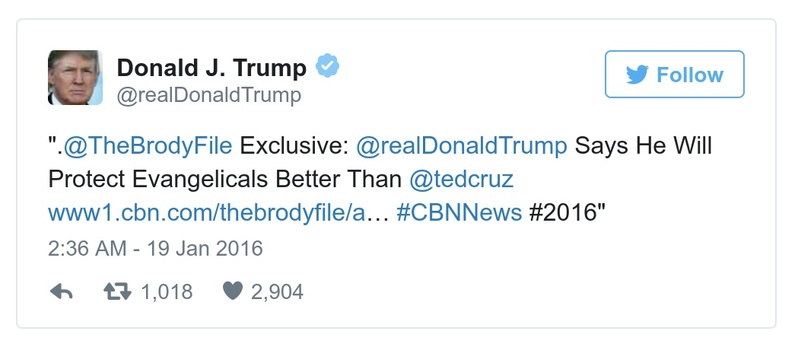 Donald J. Trump
@realDonaldTrump
Follow
".@TheBrodyFile Exclusive: @realDonaldTrump Says He Will
Protect Evangelicals Better Than @tedcruz
www1.cbn.com/thebrodyfile/a… #CBNNews #2016"
2:36 AM - 19 Jan 2016
1,018 2,904